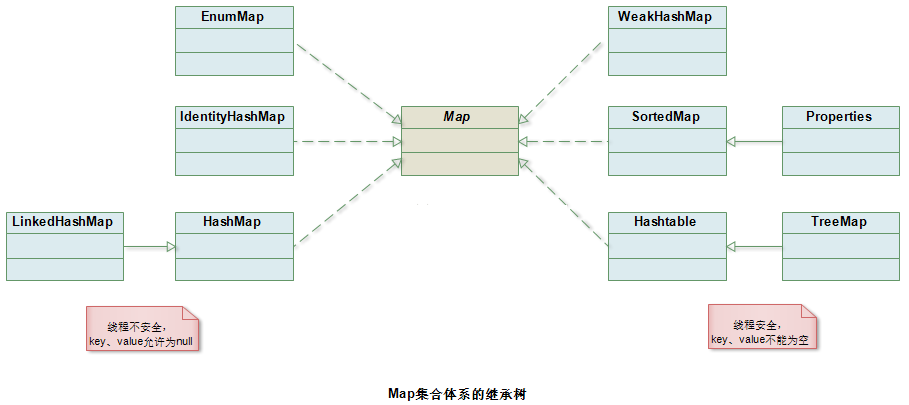 EnumMap
WeakHashMap
IdentityHashMap
Map
SortedMap
Properties
LinkedHashMap
HashMap
Hashtable
TreeMap
线程不安全，
key、value允许为null
线程安全，
key、value不能为空
Map集合体系的继承树